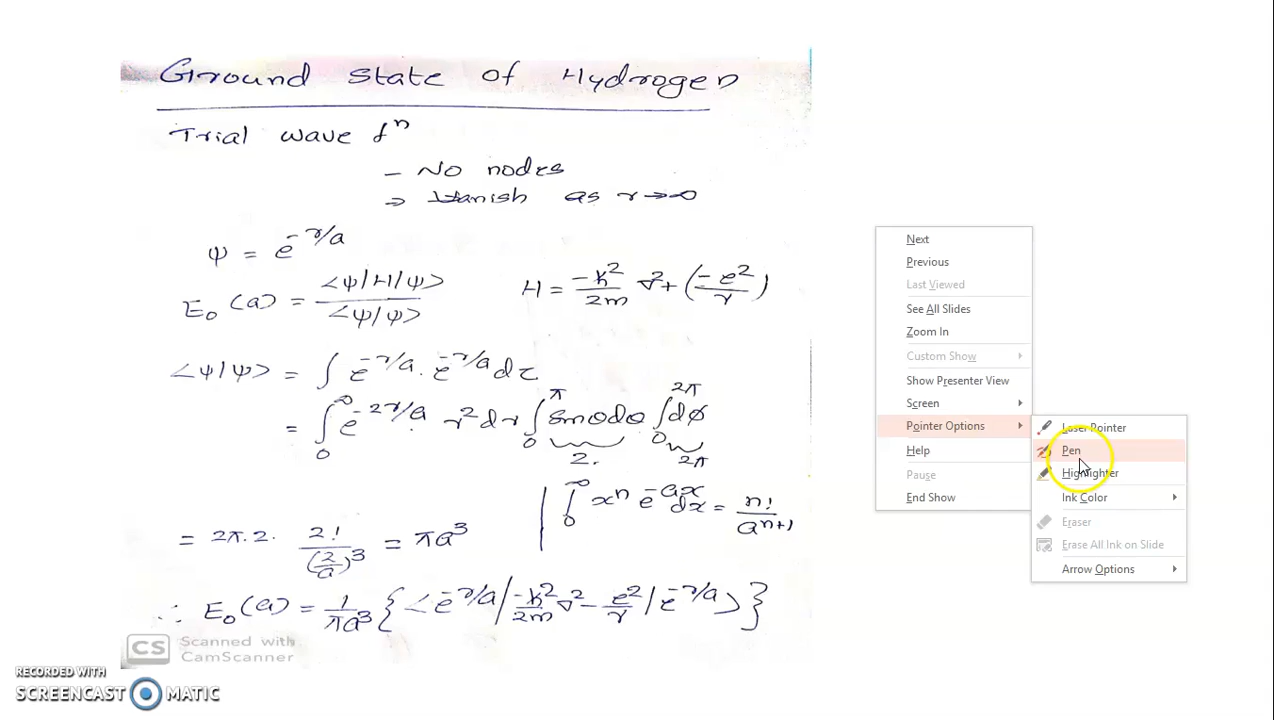 Ground state of Hydrogen
Trial wave fⁿ
- No nodes
→ Vanish as r→∞
ψ = e^{-r/a}
E₀(a) = <ψ/H/ψ> / <ψ/ψ>    H = -ħ²/2m ∇² + (-e²/r)
<ψ/ψ> = ∫ e^{-r/a} . e^{-r/a} dτ
= ∫₀^∞ e^{-2r/a} r² dr ∫₀^π sinθdθ ∫₀^{2π} dϕ
2. 2π
| ∫₀^∞ xⁿ e^{-ax} dx = n!/a^{n+1}
= 2π. 2. 2!/(2/a)³ = πa³
∴ E₀(a) = 1/πa³ {<e^{-r/a}/ -ħ²/2m ∇² - e²/r / e^{-r/a}>}
CS Scanned with
CamScanner
RECORDED WITH
SCREENCAST MATIC
Next
Previous
Last Viewed
See All Slides
Zoom In
Custom Show
Show Presenter View
Screen
Pointer Options
Help
Pause
End Show
Laser Pointer
Pen
Highlighter
Ink Color
Eraser
Erase All Ink on Slide
Arrow Options